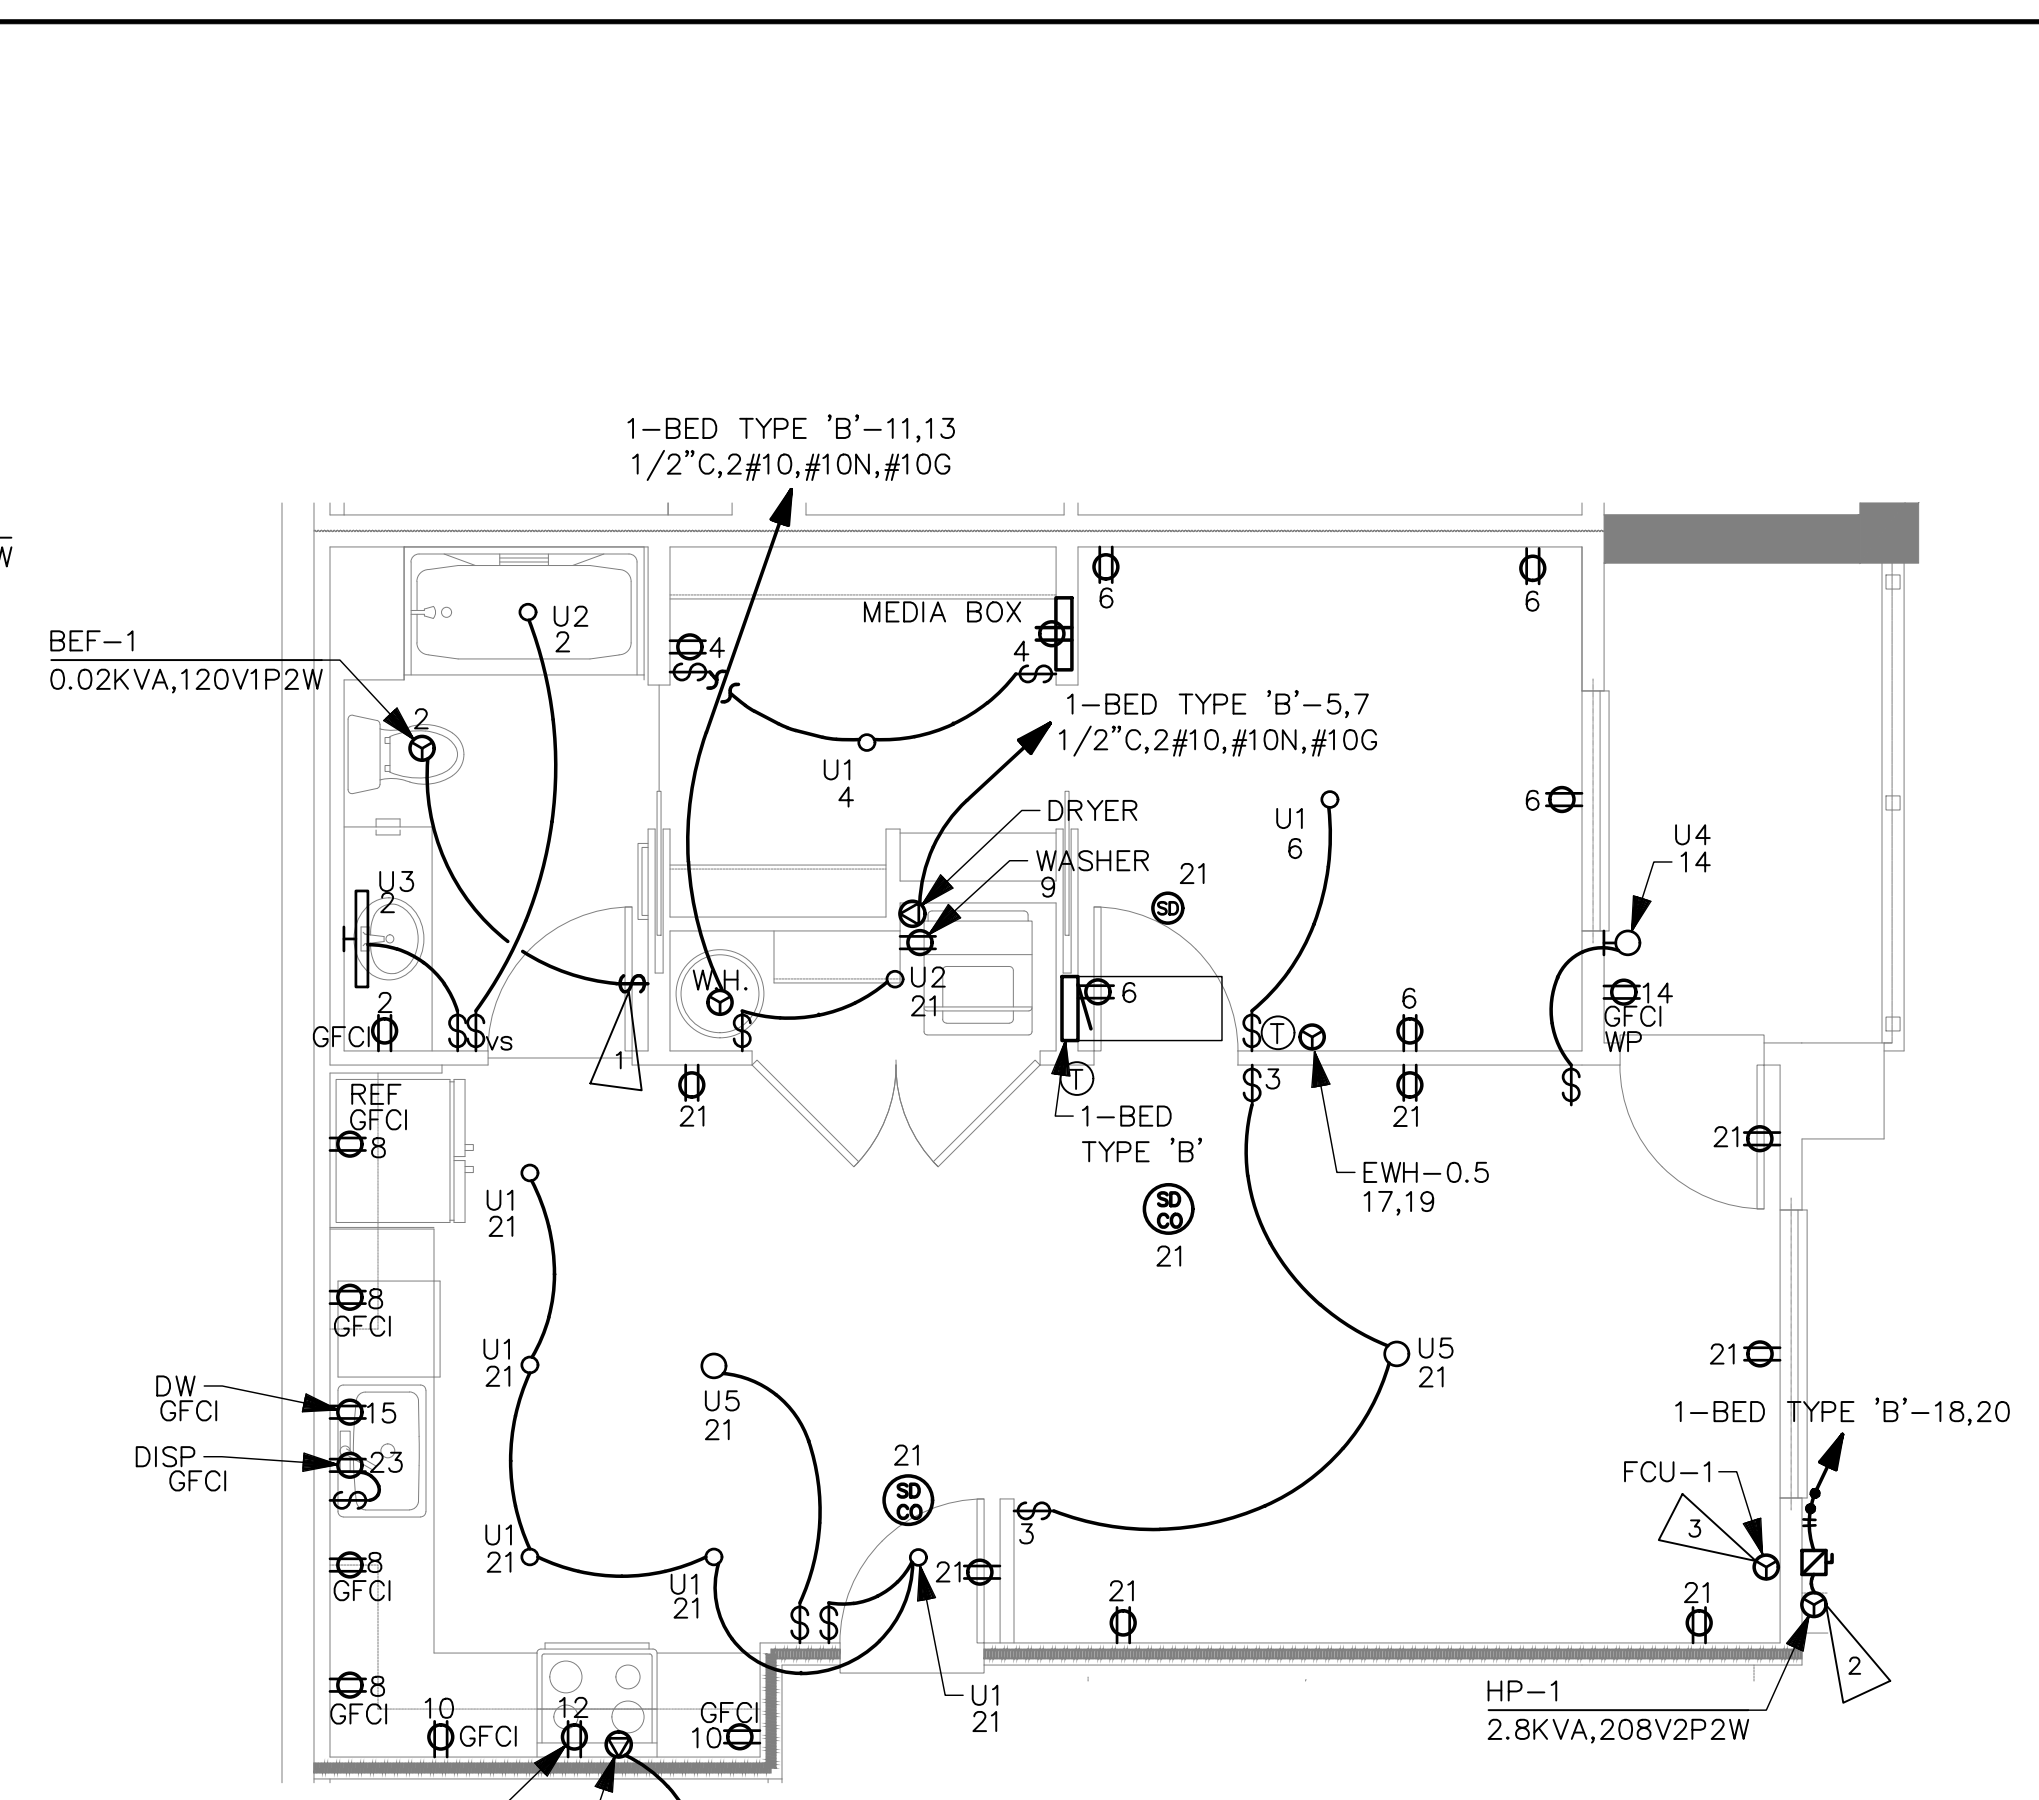 1-BED TYPE 'B'-11,13
1/2"C,2#10,#10N,#10G
W
BEF-1
0.02KVA,120V1P2W
U2
2
2
MEDIA BOX
4
4
6
6
1-BED TYPE 'B'-5,7
1/2"C,2#10,#10N,#10G
U1
4
DRYER
WASHER
9
U1
6
6
U4
14
21
SD
U3
2
2
GFCI
$$VS
1
W.H.
$
U2
21
6
$
T
6
14
GFCI
WP
REF
GFCI
8
21
T
1-BED
TYPE 'B'
$3
21
$
21
EWH-0.5
17,19
SD
CO
21
U1
21
8
GFCI
U1
21
U5
21
U5
21
21
DW
GFCI
15
DISP
GFCI
23
$
1-BED TYPE 'B'-18,20
FCU-1
3
21
SD
CO
$
3
U1
21
U1
21
8
GFCI
21
21
21
$$
2
8
GFCI
10
GFCI
12
GFCI
10
U1
21
HP-1
2.8KVA,208V2P2W